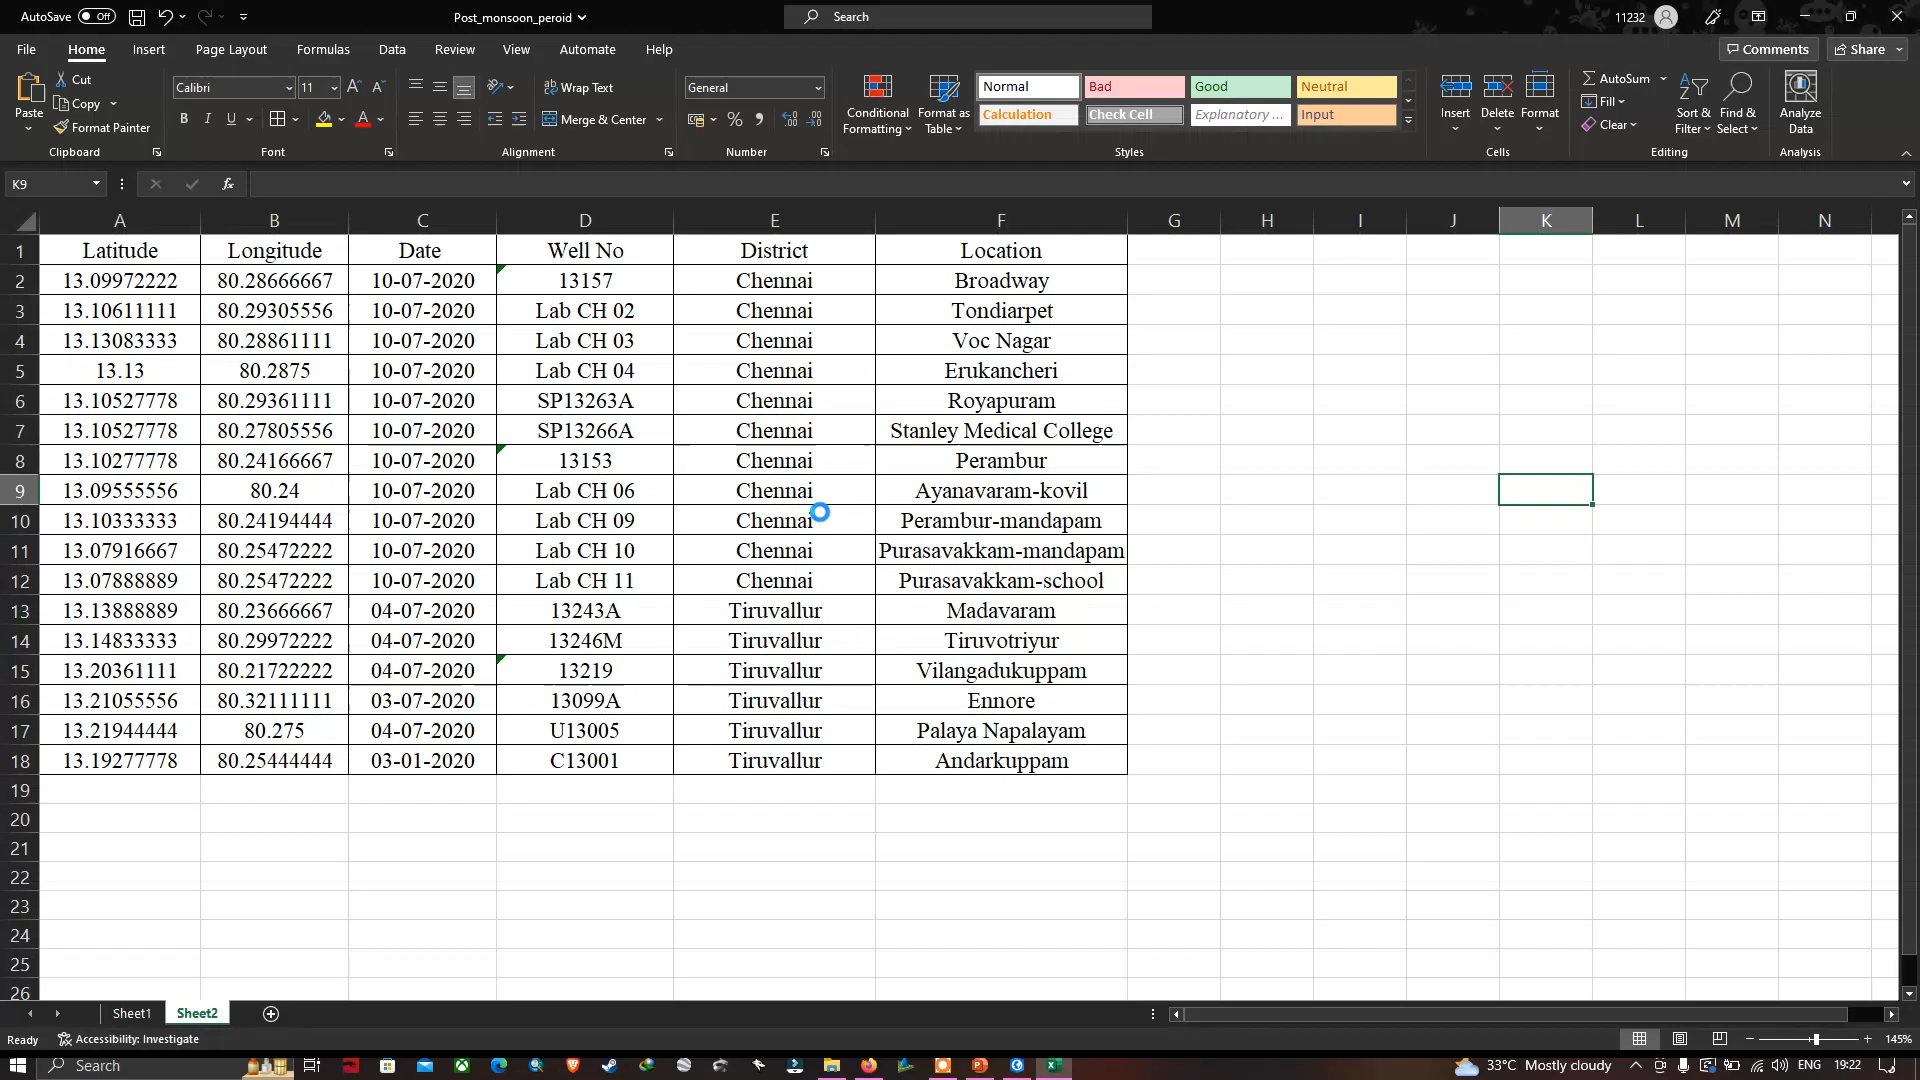 AutoSave Off Post_monsoon_peroid Search 11232
File Home Insert Page Layout Formulas Data Review View Automate Help Comments Share
Paste Cut Copy Format Painter Clipboard
Calibri 11 A A B I U A Font
Wrap Text Merge & Center Alignment
General % Number
Conditional Formatting Format as Table
Normal Bad Good Neutral
Calculation Check Cell Explanatory ... Input
Styles
Insert Delete Format Cells
AutoSum Fill Clear Sort & Filter Find & Select Editing
Analyze Data Analysis
K9 fx
A B C D E F G H I J K L M N
1 Latitude Longitude Date Well No District Location
2 13.09972222 80.28666667 10-07-2020 13157 Chennai Broadway
3 13.10611111 80.29305556 10-07-2020 Lab CH 02 Chennai Tondiarpet
4 13.13083333 80.28861111 10-07-2020 Lab CH 03 Chennai Voc Nagar
5 13.13 80.2875 10-07-2020 Lab CH 04 Chennai Erukancheri
6 13.10527778 80.29361111 10-07-2020 SP13263A Chennai Royapuram
7 13.10527778 80.27805556 10-07-2020 SP13266A Chennai Stanley Medical College
8 13.10277778 80.24166667 10-07-2020 13153 Chennai Perambur
9 13.09555556 80.24 10-07-2020 Lab CH 06 Chennai Ayanavaram-kovil
10 13.10333333 80.24194444 10-07-2020 Lab CH 09 Chennai Perambur-mandapam
11 13.07916667 80.25472222 10-07-2020 Lab CH 10 Chennai Purasavakkam-mandapam
12 13.07888889 80.25472222 10-07-2020 Lab CH 11 Chennai Purasavakkam-school
13 13.13888889 80.23666667 04-07-2020 13243A Tiruvallur Madavaram
14 13.14833333 80.29972222 04-07-2020 13246M Tiruvallur Tiruvotriyur
15 13.20361111 80.21722222 04-07-2020 13219 Tiruvallur Vilangadukuppam
16 13.21055556 80.32111111 03-07-2020 13099A Tiruvallur Ennore
17 13.21944444 80.275 04-07-2020 U13005 Tiruvallur Palaya Napalayam
18 13.19277778 80.25444444 03-01-2020 C13001 Tiruvallur Andarkuppam
19
20
21
22
23
24
25
26
Sheet1 Sheet2
Ready Accessibility: Investigate 145%
Search 33°C Mostly cloudy ENG 19:22